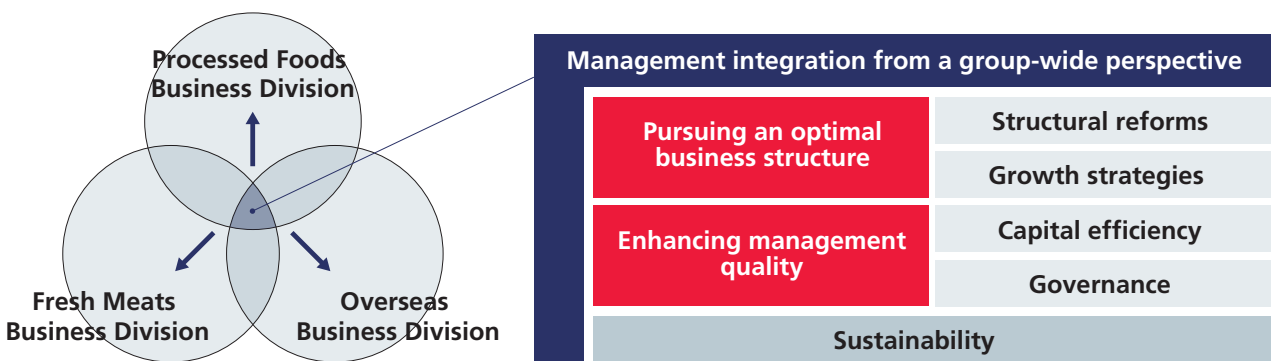 Processed Foods
Business Division
Fresh Meats
Business Division
Overseas
Business Division
Management integration from a group-wide perspective
Pursuing an optimal
business structure
Structural reforms
Growth strategies
Enhancing management
quality
Capital efficiency
Governance
Sustainability